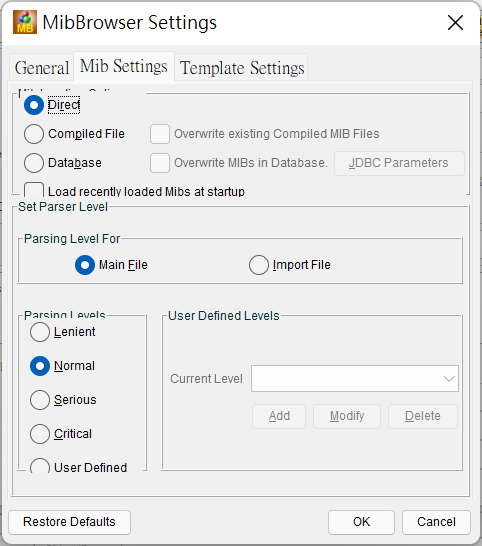 MibBrowser Settings
General Mib Settings Template Settings
Direct
Compiled File Overwrite existing Compiled MIB Files
Database Overwrite MIBs in Database. JDBC Parameters
Load recently loaded Mibs at startup
Set Parser Level
Parsing Level For
Main File Import File
Parsing Levels User Defined Levels
Lenient
Normal
Current Level
Serious
Add Modify Delete
Critical
User Defined
Restore Defaults OK Cancel